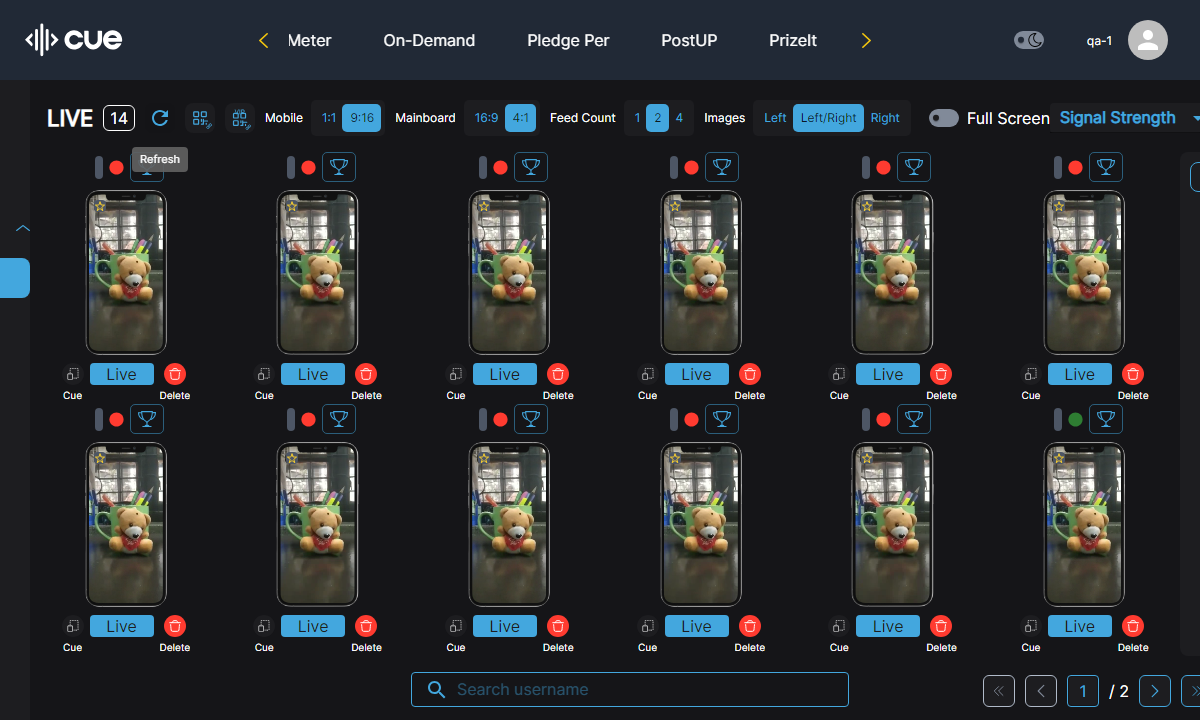 cue
Meter On-Demand Pledge Per PostUP PrizeIt
qa-1
LIVE 14 Mobile 1:1 9:16 Mainboard 16:9 4:1 Feed Count 1 2 4 Images Left Left/Right Right Full Screen Signal Strength
Refresh
Live Live Live Live Live Live
Cue Delete Cue Delete Cue Delete Cue Delete Cue Delete Cue Delete
Live Live Live Live Live Live
Cue Delete Cue Delete Cue Delete Cue Delete Cue Delete Cue Delete
Search username
1 / 2